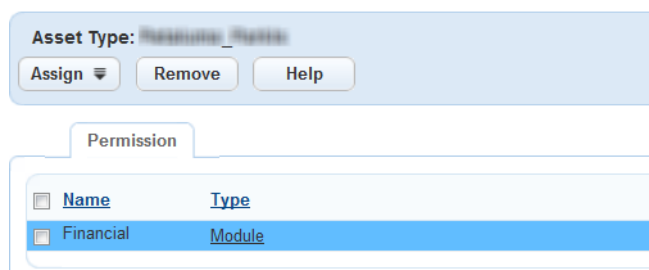 Asset Type:
Assign Remove Help
Permission
Name Type
Financial Module